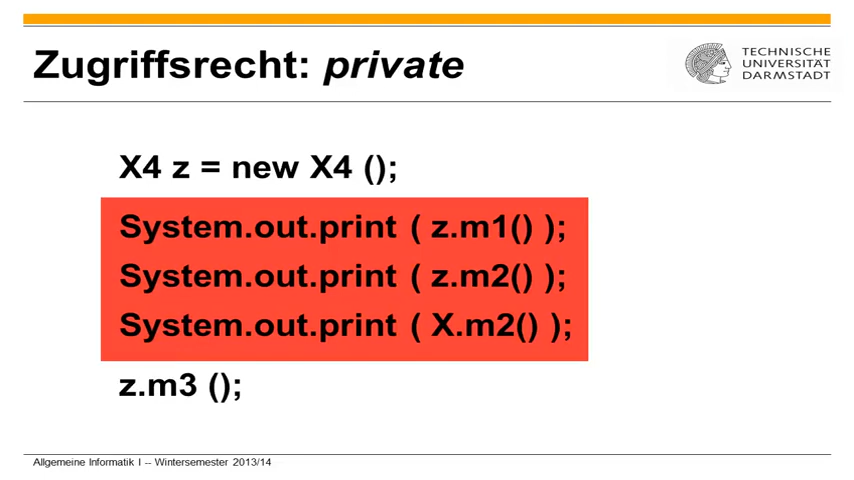 Zugriffsrecht: private
TECHNISCHE
UNIVERSITÄT
DARMSTADT
X4 z = new X4 ();
System.out.print ( z.m1() );
System.out.print ( z.m2() );
System.out.print ( X.m2() );
z.m3 ();
Allgemeine Informatik I -- Wintersemester 2013/14